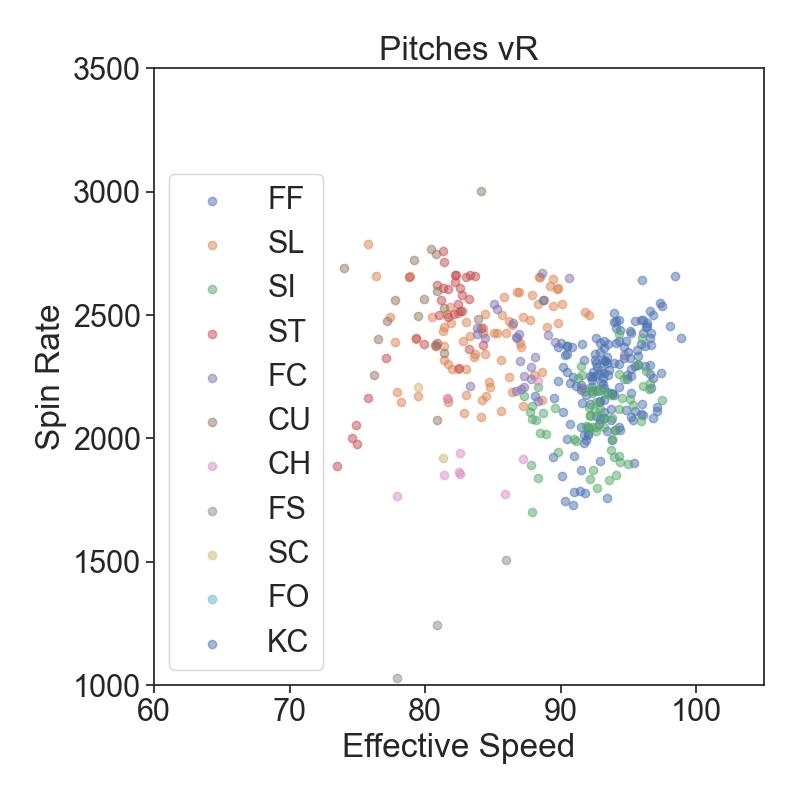 Pitches vR
3500
3000
2500
2000
1500
1000
Spin Rate
FF
SL
SI
ST
FC
CU
CH
FS
SC
FO
KC
60 70 80 90 100
Effective Speed